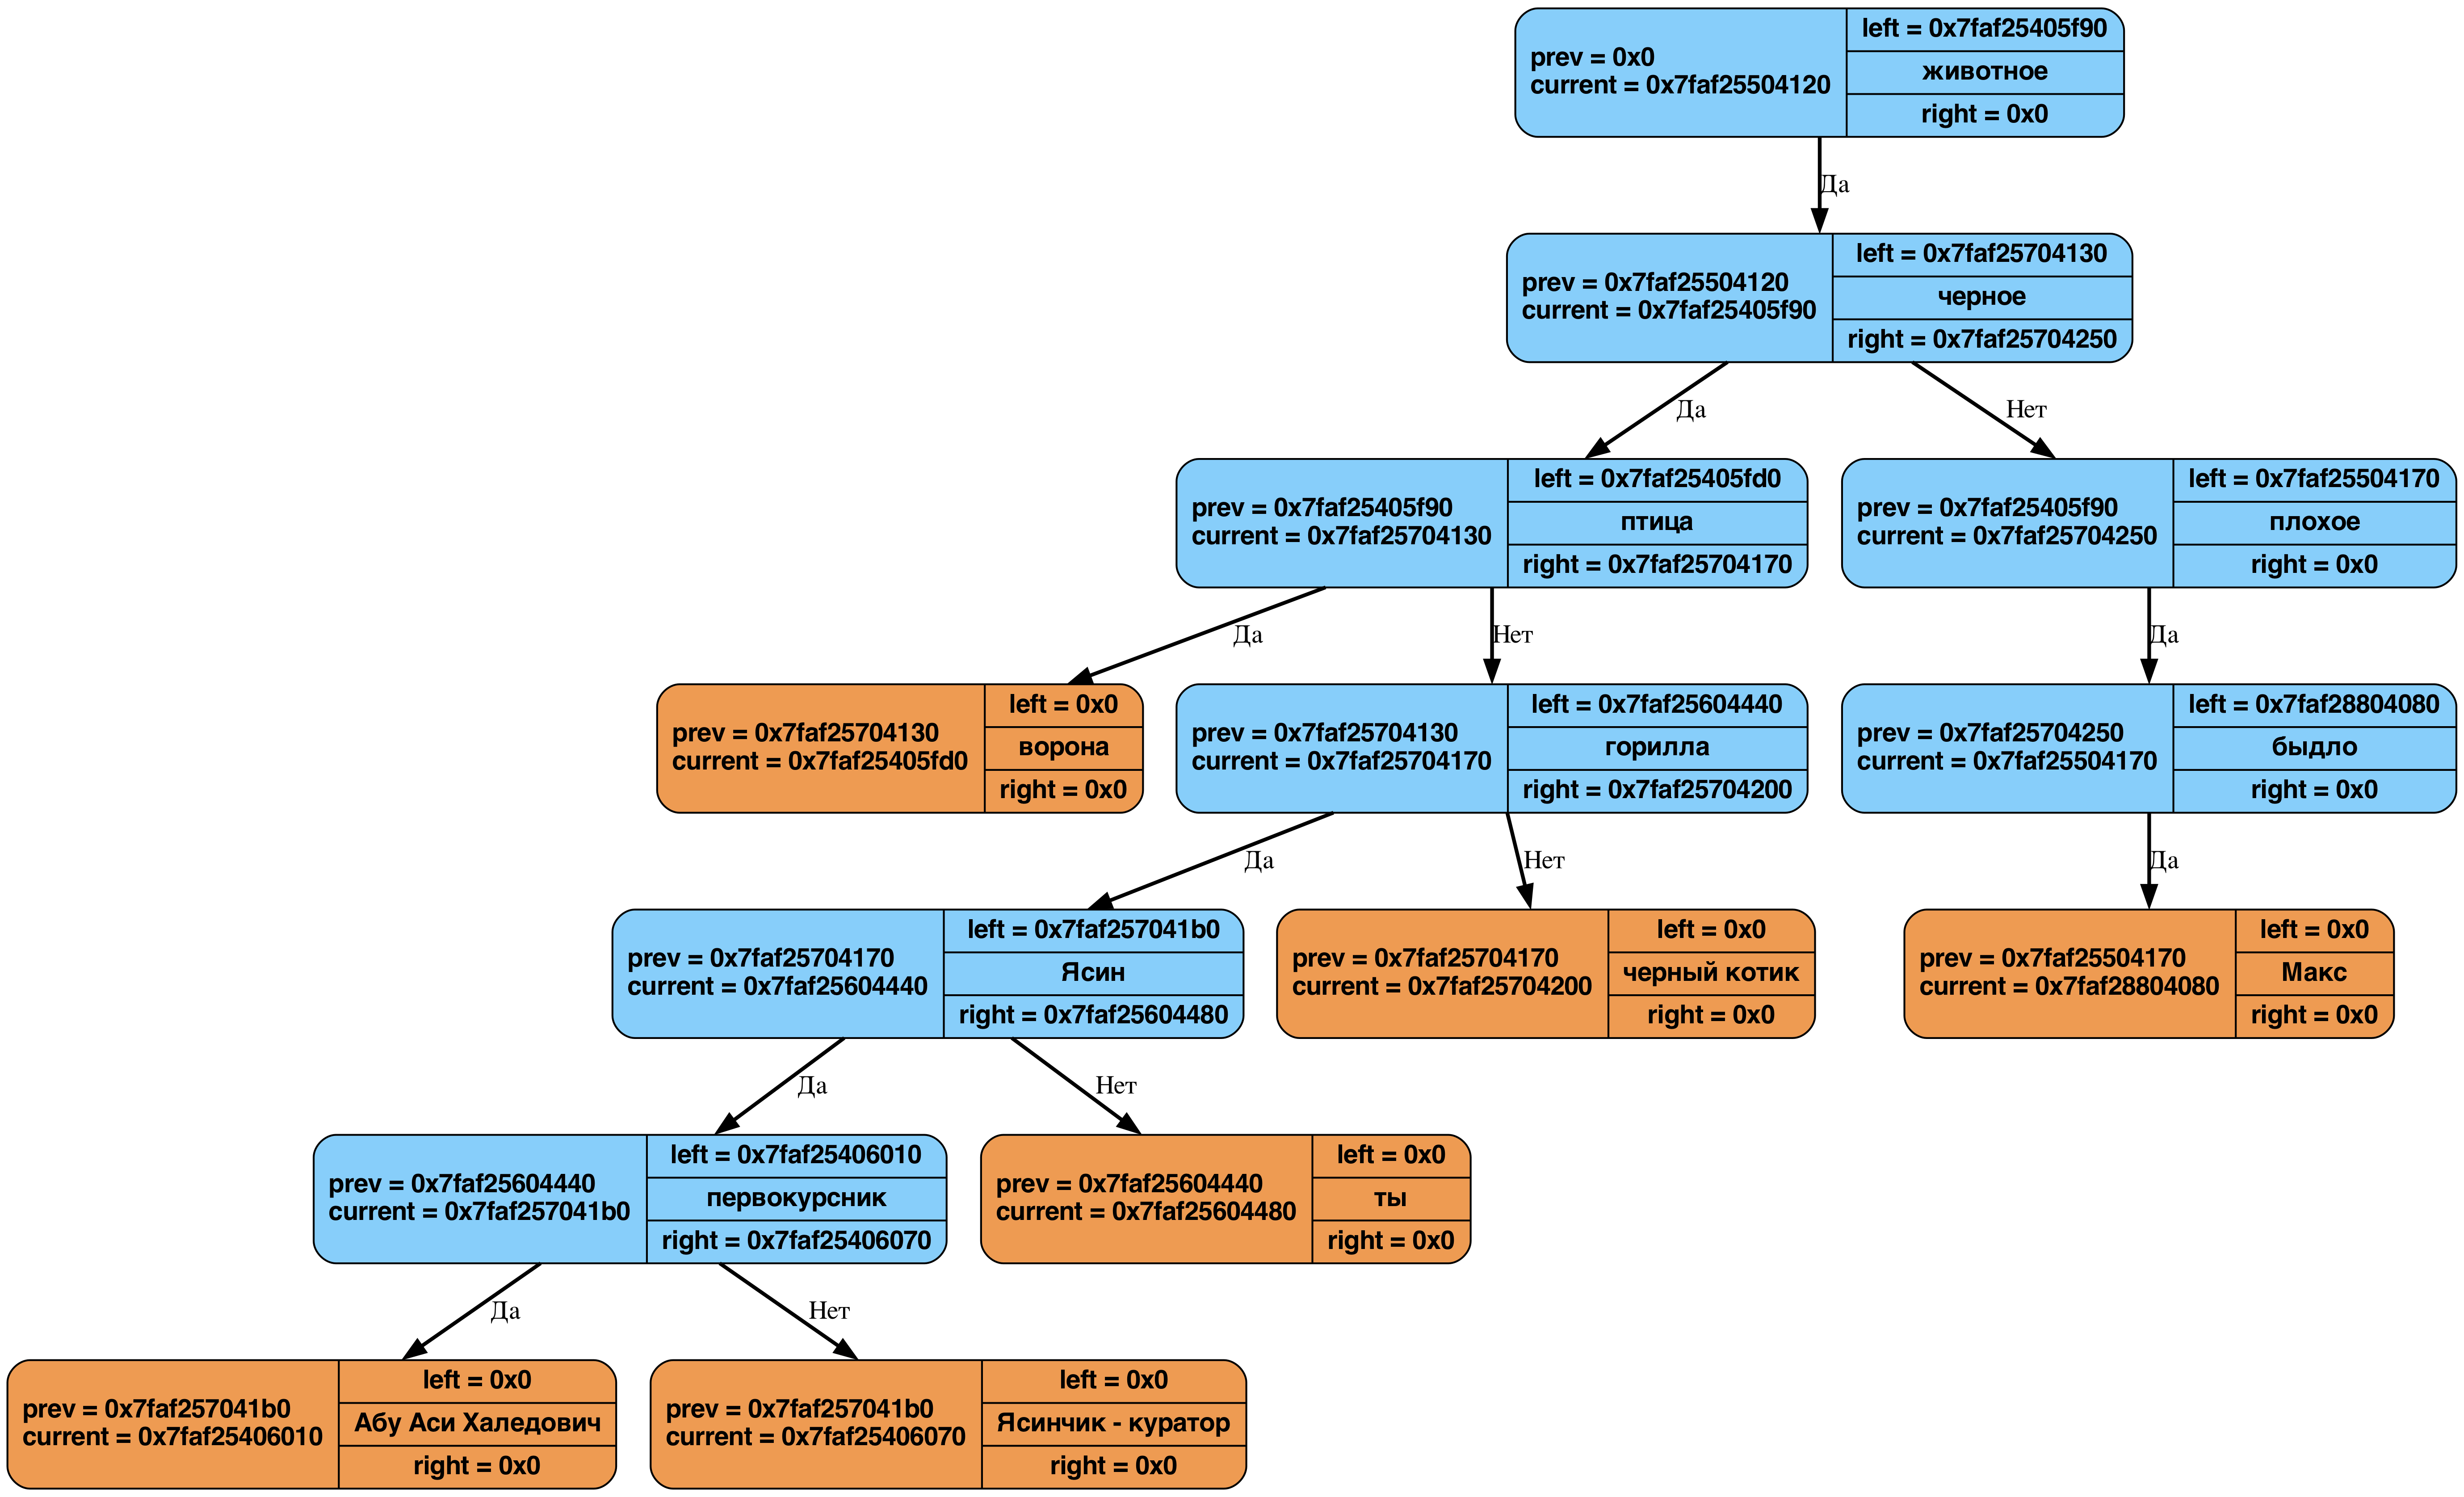 prev = 0x0
current = 0x7faf25504120
left = 0x7faf25405f90
животное
right = 0x0
Да
prev = 0x7faf25504120
current = 0x7faf25405f90
left = 0x7faf25704130
черное
right = 0x7faf25704250
Да
Нет
prev = 0x7faf25405f90
current = 0x7faf25704130
left = 0x7faf25405fd0
птица
right = 0x7faf25704170
prev = 0x7faf25405f90
current = 0x7faf25704250
left = 0x7faf25504170
плохое
right = 0x0
Да
Нет
Да
prev = 0x7faf25704130
current = 0x7faf25405fd0
left = 0x0
ворона
right = 0x0
prev = 0x7faf25704130
current = 0x7faf25704170
left = 0x7faf25604440
горилла
right = 0x7faf25704200
prev = 0x7faf25704250
current = 0x7faf25504170
left = 0x7faf28804080
быдло
right = 0x0
Да
Нет
Да
prev = 0x7faf25704170
current = 0x7faf25604440
left = 0x7faf257041b0
Ясин
right = 0x7faf25604480
prev = 0x7faf25704170
current = 0x7faf25704200
left = 0x0
черный котик
right = 0x0
prev = 0x7faf25504170
current = 0x7faf28804080
left = 0x0
Макс
right = 0x0
Да
Нет
prev = 0x7faf25604440
current = 0x7faf257041b0
left = 0x7faf25406010
первокурсник
right = 0x7faf25406070
prev = 0x7faf25604440
current = 0x7faf25604480
left = 0x0
ты
right = 0x0
Да
Нет
prev = 0x7faf257041b0
current = 0x7faf25406010
left = 0x0
Абу Аси Халедович
right = 0x0
prev = 0x7faf257041b0
current = 0x7faf25406070
left = 0x0
Ясинчик - куратор
right = 0x0